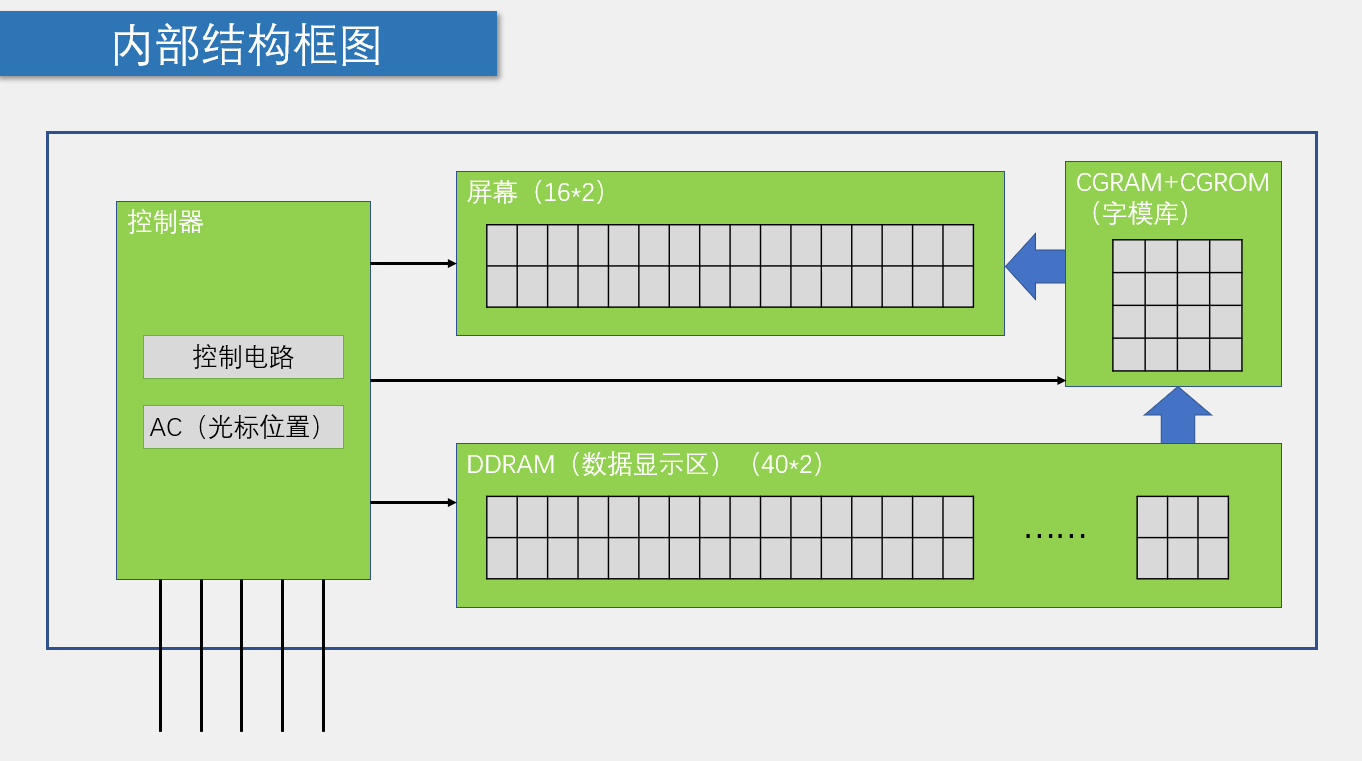 内部结构框图
控制器
控制电路
AC（光标位置）
屏幕（16*2）
CGRAM+CGROM
（字模库）
DDRAM（数据显示区）（40*2）
……